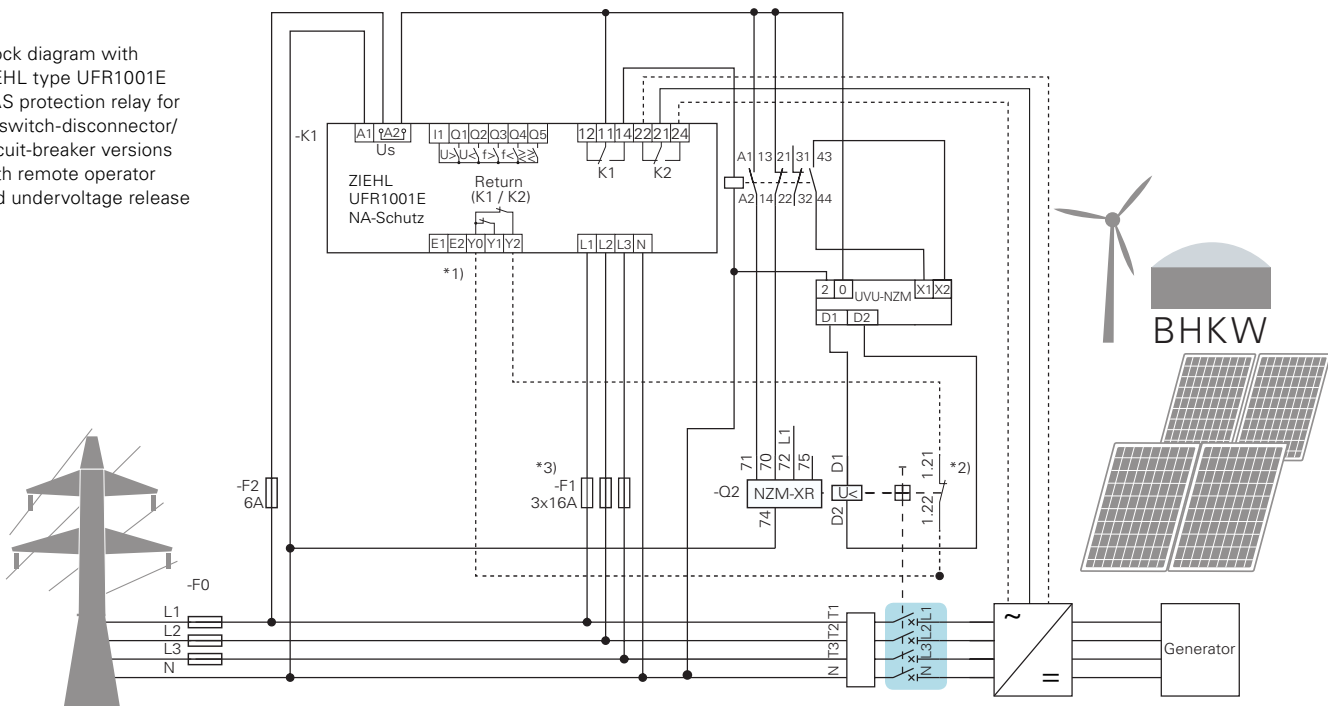 ock diagram with
EHL type UFR1001E
AS protection relay for
switch-disconnector/
cuit-breaker versions
th remote operator
d undervoltage release
-K1
A1 A2
Us
I1 Q1 Q2 Q3 Q4 Q5
U> U< f> f<
12 11 14 22 21 24
K1
K2
ZIEHL
UFR1001E
NA-Schutz
Return
(K1 / K2)
E1 E2 Y0 Y1 Y2
L1 L2 L3 N
*1)
A1 13 21 31 43
A2 14 22 32 44
2 0
UVU-NZM
X1 X2
D1 D2
BHKW
-F2
6A
*3)
-F1
3x16A
71 70 72 L1 75
-Q2
NZM-XR
74
D1
U<
D2
1.21
1.22
*2)
-F0
L1
L2
L3
N
T1
T2
T3
N
L1
L2
L3
N
~
=
Generator